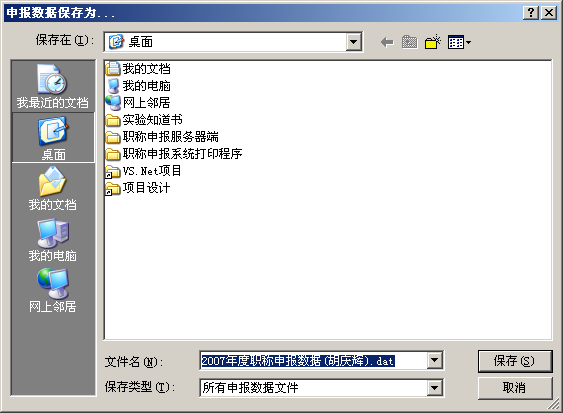 申报数据保存为...
保存在(I):
桌面
我最近的文档
桌面
我的文档
我的电脑
网上邻居
我的文档
我的电脑
网上邻居
实验知道书
职称申报服务器端
职称申报系统打印程序
VS.Net项目
项目设计
文件名(N):
2007年度职称申报数据(胡庆辉).dat
保存(S)
保存类型(T):
所有申报数据文件
取消